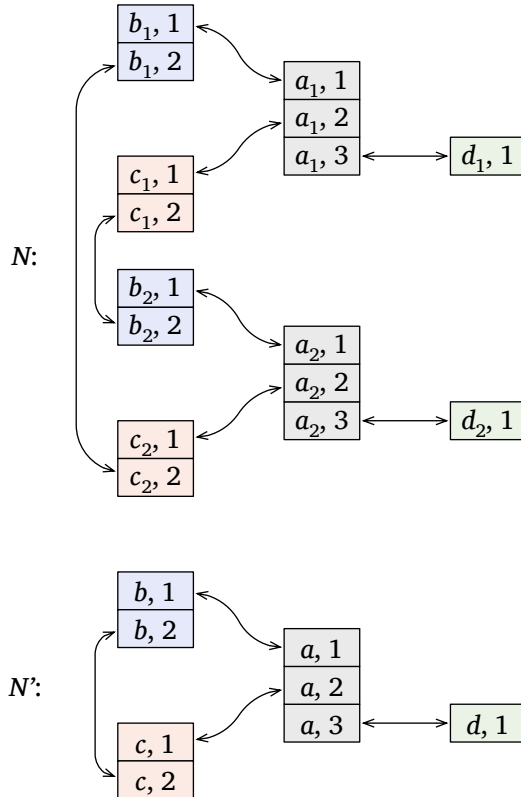 b₁, 1
b₁, 2
a₁, 1
a₁, 2
a₁, 3
d₁, 1
c₁, 1
c₁, 2
N:
b₂, 1
b₂, 2
a₂, 1
a₂, 2
a₂, 3
d₂, 1
c₂, 1
c₂, 2
b, 1
b, 2
a, 1
a, 2
a, 3
d, 1
N’:
c, 1
c, 2